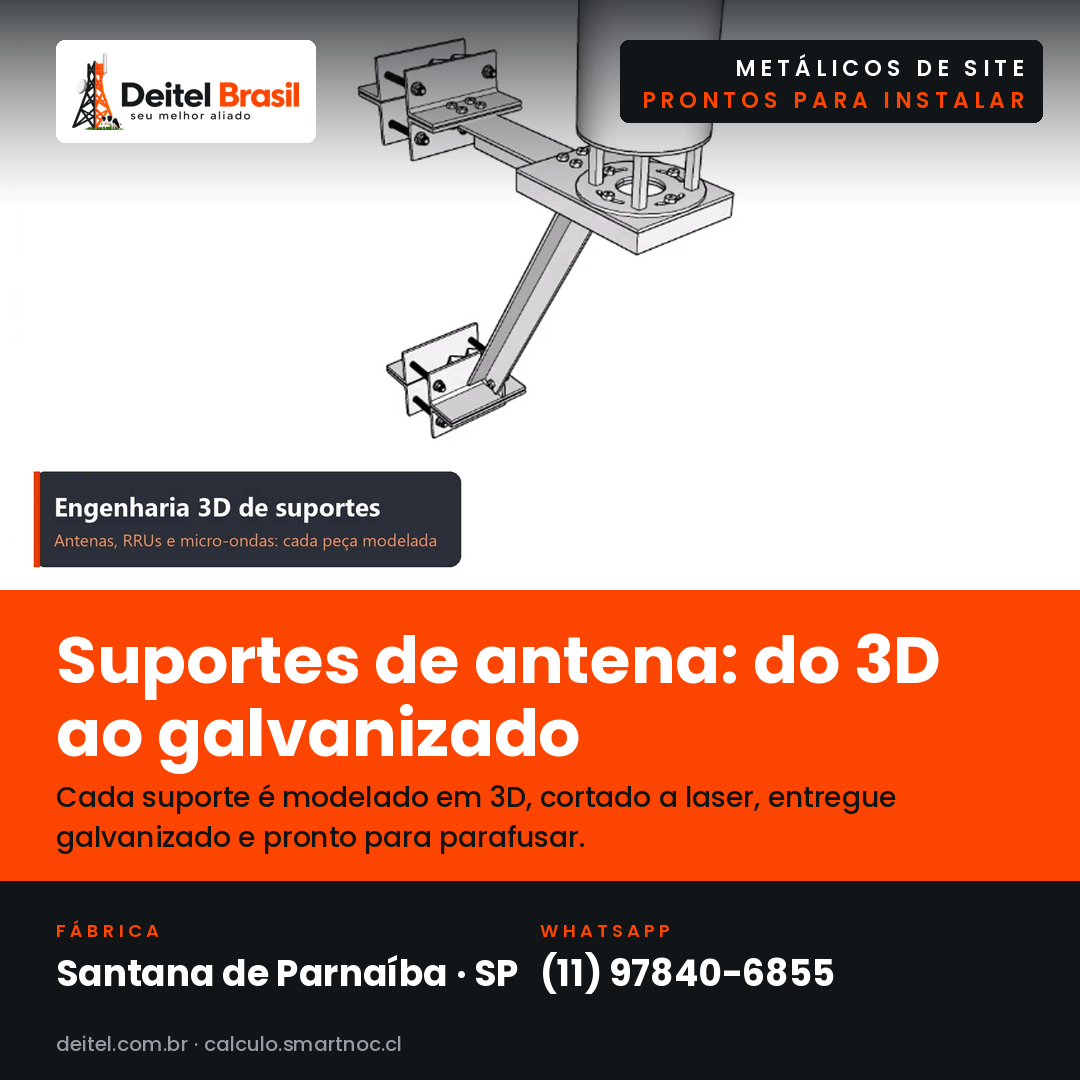 Deitel Brasil
seu melhor aliado
METÁLICOS DE SITE
PRONTOS PARA INSTALAR
Engenharia 3D de suportes
Antenas, RRUs e micro-ondas: cada peça modelada
Suportes de antena: do 3D
ao galvanizado
Cada suporte é modelado em 3D, cortado a laser, entregue
galvanizado e pronto para parafusar.
FÁBRICA
Santana de Parnaíba · SP
WHATSAPP
(11) 97840-6855
deitel.com.br · calculo.smartnoc.cl